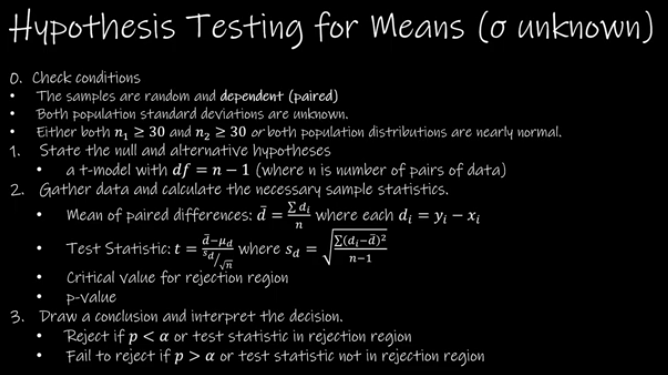 Hypothesis Testing for Means (σ unknown)
0. Check conditions
• The samples are random and dependent (paired)
• Both population standard deviations are unknown.
• Either both n₁ ≥ 30 and n₂ ≥ 30 or both population distributions are nearly normal.
1. State the null and alternative hypotheses
• a t-model with df = n − 1 (where n is number of pairs of data)
2. Gather data and calculate the necessary sample statistics.
• Mean of paired differences: d̄ = Σdᵢ/n where each dᵢ = yᵢ − xᵢ
• Test Statistic: t = (d̄−μ_d)/(s_d/√n) where s_d = √(Σ(dᵢ−d̄)²/(n−1))
• Critical value for rejection region
• p-value
3. Draw a conclusion and interpret the decision.
• Reject if p < α or test statistic in rejection region
• Fail to reject if p > α or test statistic not in rejection region